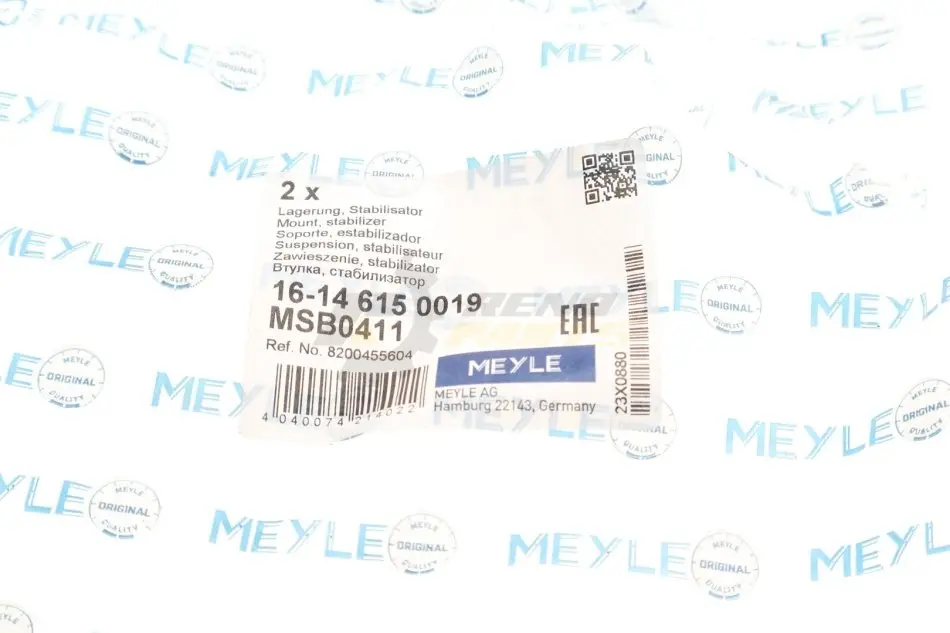 2 x
Lagerung, Stabilisator
Mount, stabilizer
Soporte, estabilizador
Suspension, stabilisateur
Zawieszenie, stabilizator
Втулка, стабилизатор
16-14 615 0019
MSB0411
Ref. No. 8200455604
EAC
MEYLE
MEYLE AG
Hamburg 22143, Germany
4 040074 214022
23X0880
MEYLE
MEYLE ORIGINAL QUALITY